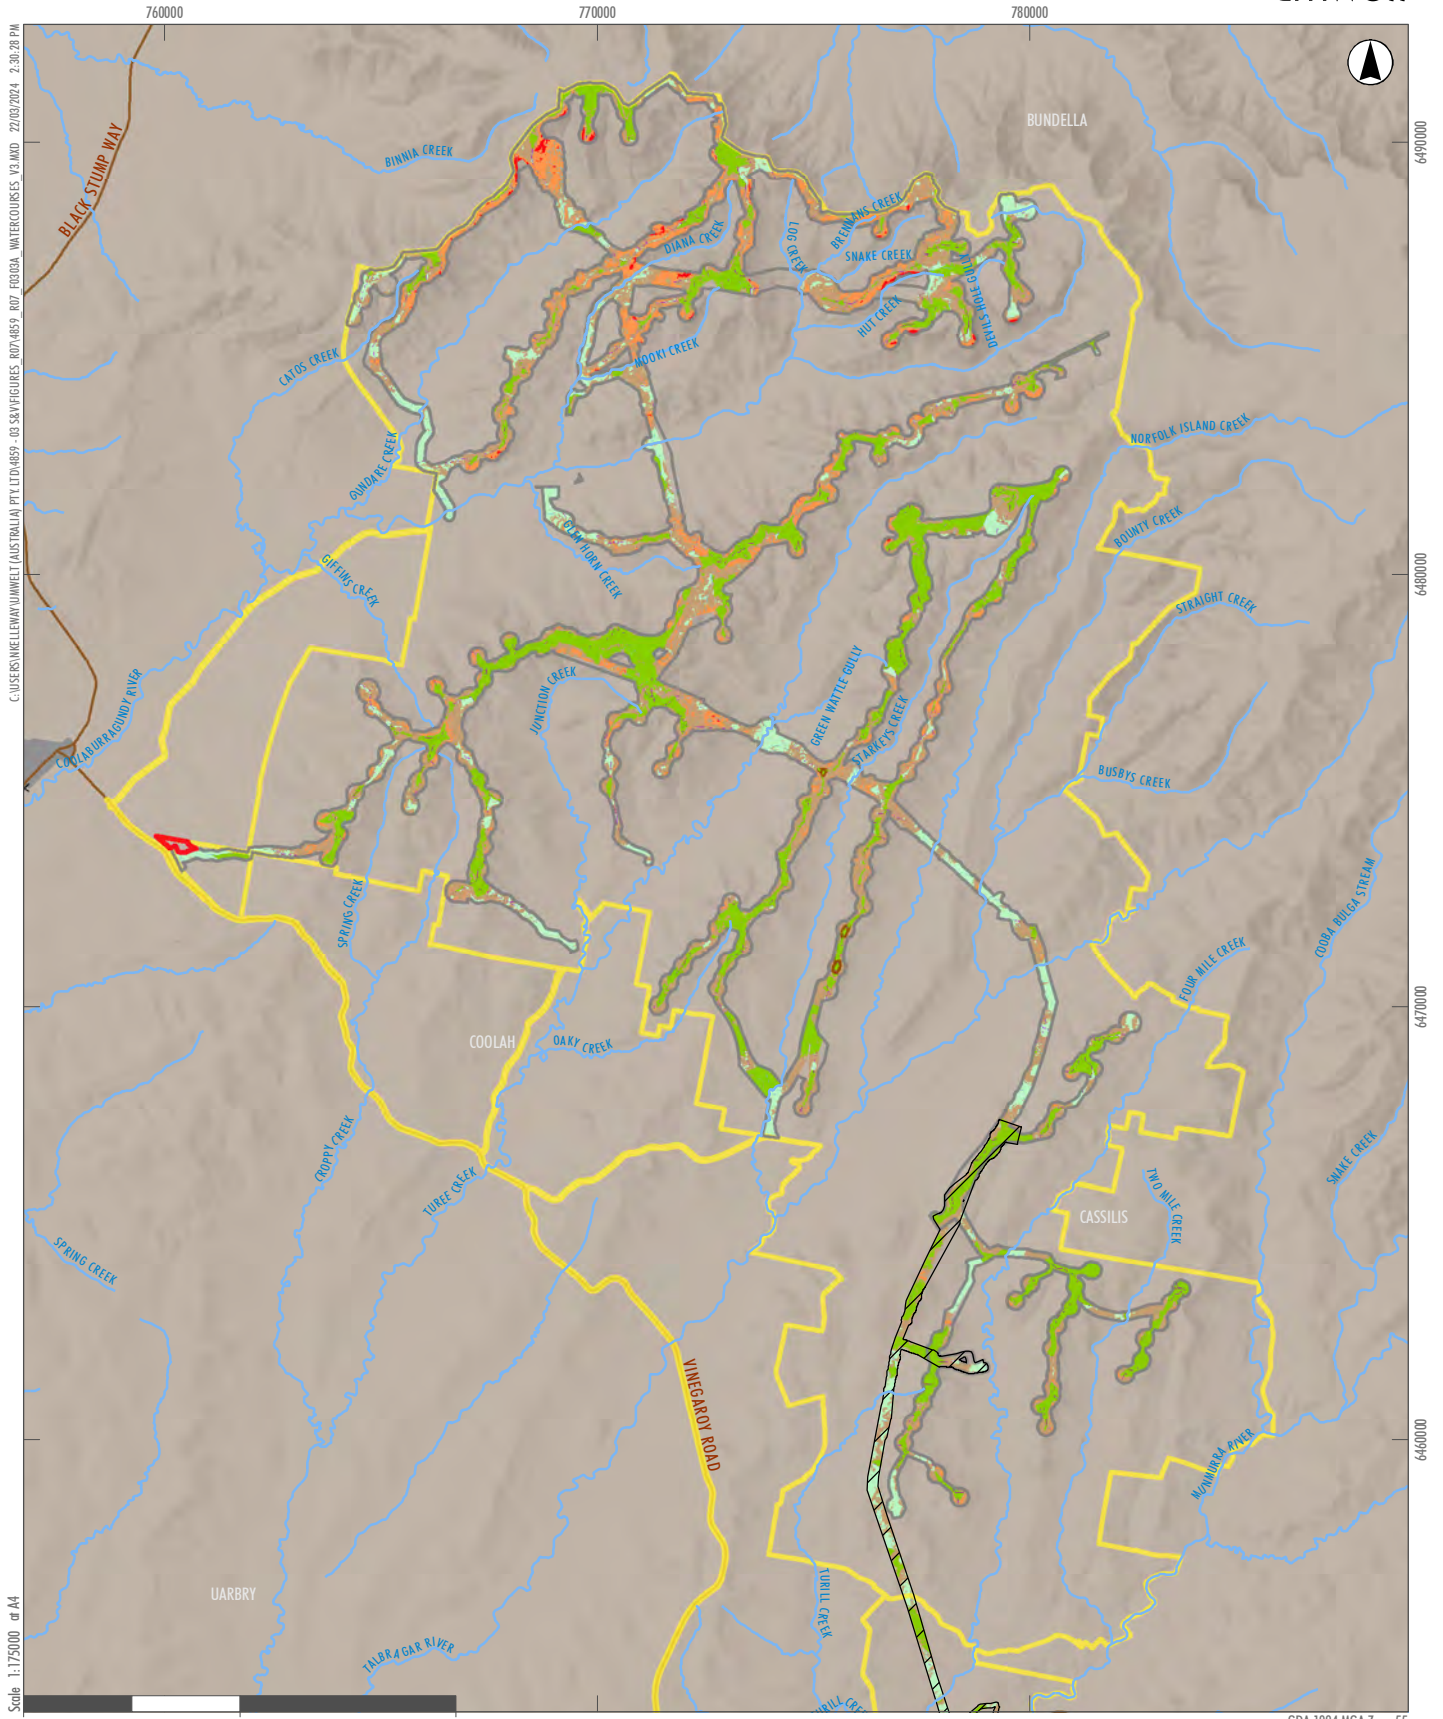 760000
770000
780000
C:\USERS\NKELLEWAY\UMWELT (AUSTRALIA) PTY. LTD\4859 - 03 S&V\FIGURES_R07\4859_R07_F0803A_WATERCOURSES_V3.MXD 22/03/2024 2:30:28 PM
BUNDELLA
6490000
BLACK STUMP WAY
BINNIA CREEK
BRENNANS CREEK
DIANA CREEK
LOG CREEK
SNAKE CREEK
DEVILS HOLE GULLY
HUT CREEK
MOOKI CREEK
CATOS CREEK
NORFOLK ISLAND CREEK
GUNDARE CREEK
BOUNTY CREEK
GLEN HORN CREEK
GIFFINS CREEK
6480000
STRAIGHT CREEK
COOLABURRAGUNDY RIVER
JUNCTION CREEK
GREEN WATTLE GULLY
STARKEYS CREEK
BUSBYS CREEK
SPRING CREEK
COOBA BULGA STREAM
FOUR MILE CREEK
6470000
COOLAH
OAKY CREEK
CROPPY CREEK
TUREE CREEK
SNAKE CREEK
TWO MILE CREEK
CASSILIS
SPRING CREEK
VINEGAROY ROAD
6460000
MUNMURRA RIVER
UARBRY
TURILL CREEK
TALBRAGAR RIVER
Scale 1:175000 at A4